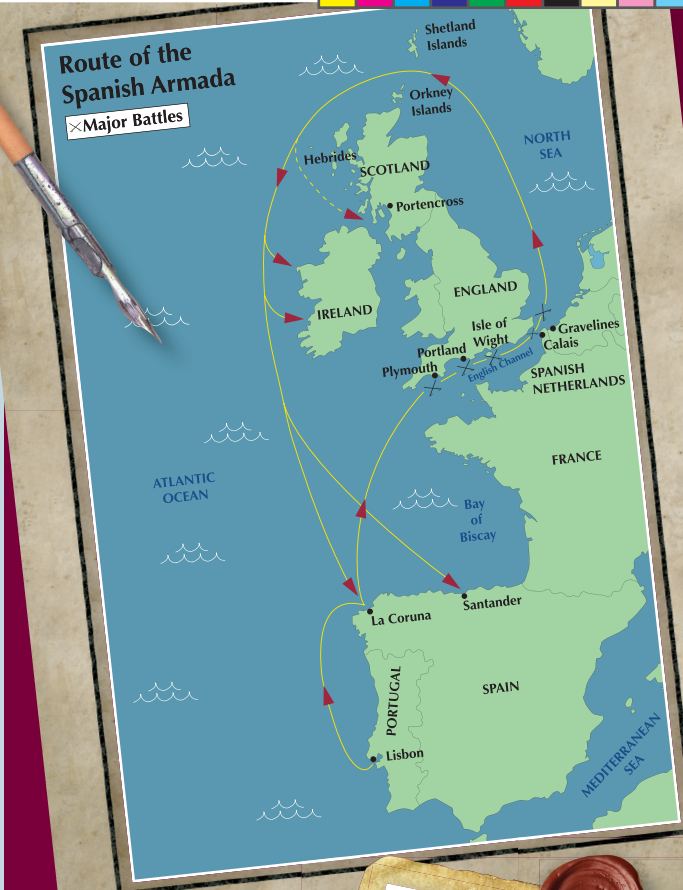 Route of the
Spanish Armada
×Major Battles
Shetland
Islands
Orkney
Islands
NORTH
SEA
Hebrides
SCOTLAND
Portencross
ENGLAND
IRELAND
Isle of
Wight
Gravelines
Portland
Calais
Plymouth
English Channel
SPANISH
NETHERLANDS
FRANCE
ATLANTIC
OCEAN
Bay
of
Biscay
Santander
La Coruna
PORTUGAL
SPAIN
Lisbon
MEDITERRANEAN
SEA